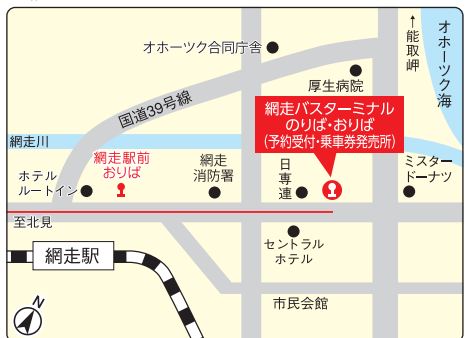 ↑能取岬
オホーツク海
オホーツク合同庁舎
厚生病院
国道39号線
網走バスターミナル
のりば・おりば
(予約受付・乗車券発売所)
網走川
網走駅前
おりば
網走
消防署
日専連
ミスター
ドーナツ
ホテル
ルートイン
至北見
セントラル
ホテル
網走駅
市民会館
N